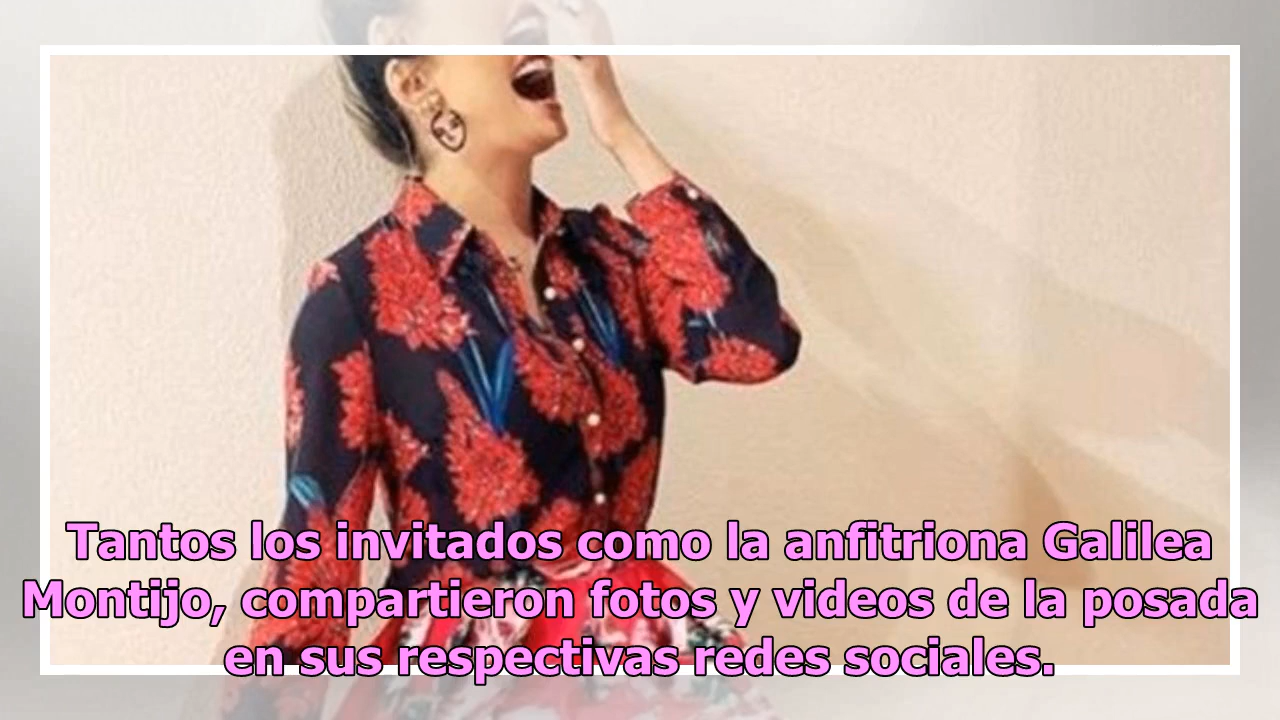 Tantos los invitados como la anfitriona Galilea
Montijo, compartieron fotos y videos de la posada
en sus respectivas redes sociales.